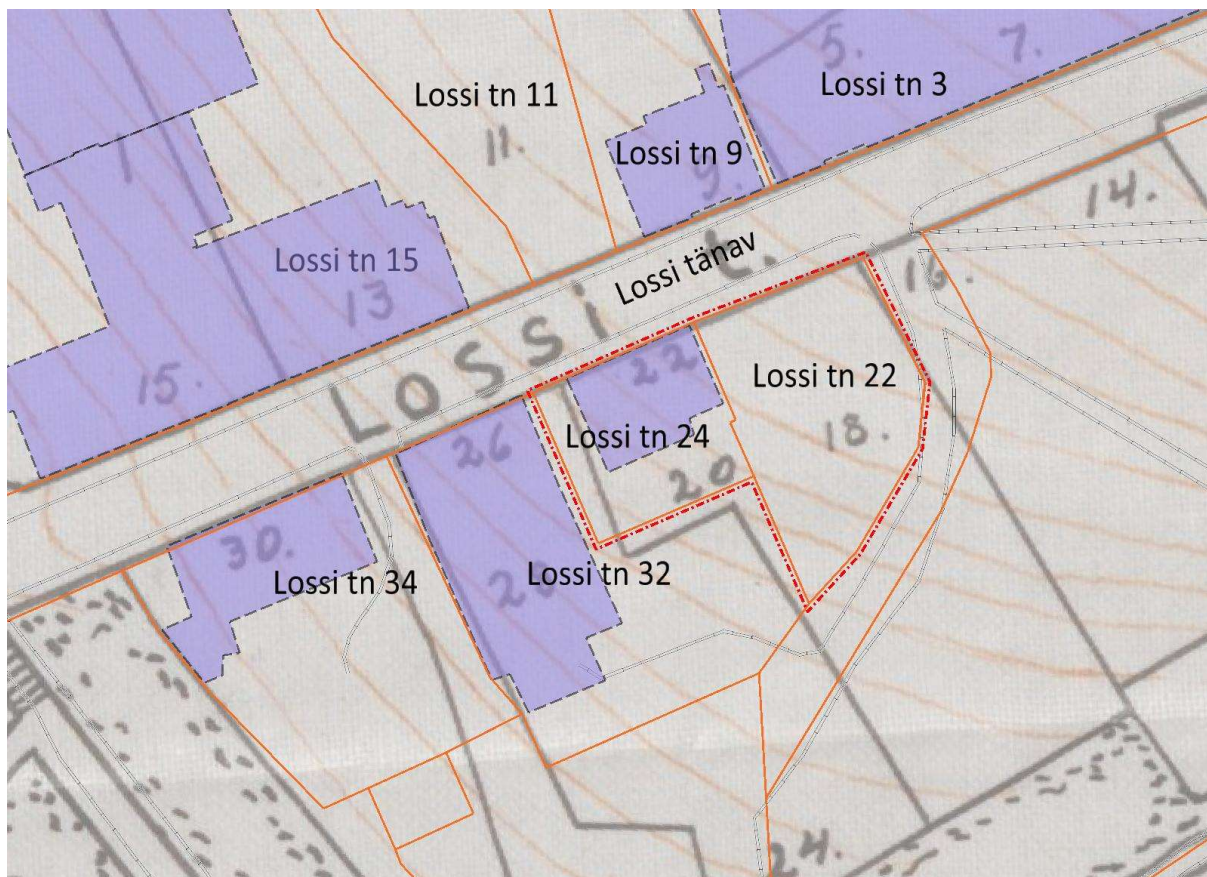 5.
7.
Lossi tn 3
Lossi tn 11
11.
Lossi tn 9
9.
1
14.
Lossi tn 15
13
Lossi tänav
LOSSI t.
15.
22
Lossi tn 22
18.
26
Lossi tn 24
20
30.
Lossi tn 34
Lossi tn 32
24.